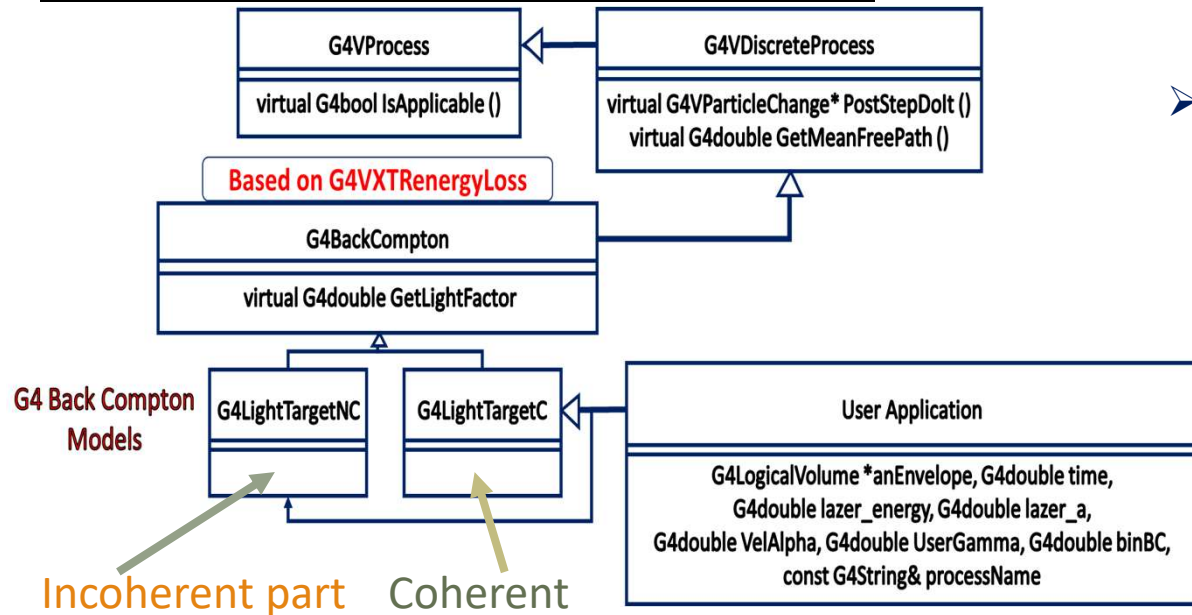 G4VProcess
virtual G4bool IsApplicable ()
G4VDiscreteProcess
virtual G4VParticleChange* PostStepDoIt ()
virtual G4double GetMeanFreePath ()
Based on G4VXTRenergyLoss
G4BackCompton
virtual G4double GetLightFactor
G4 Back Compton
Models
G4LightTargetNC
G4LightTargetC
User Application
G4LogicalVolume *anEnvelope, G4double time,
G4double lazer_energy, G4double lazer_a,
G4double VelAlpha, G4double UserGamma, G4double binBC,
const G4String& processName
Incoherent part
Coherent